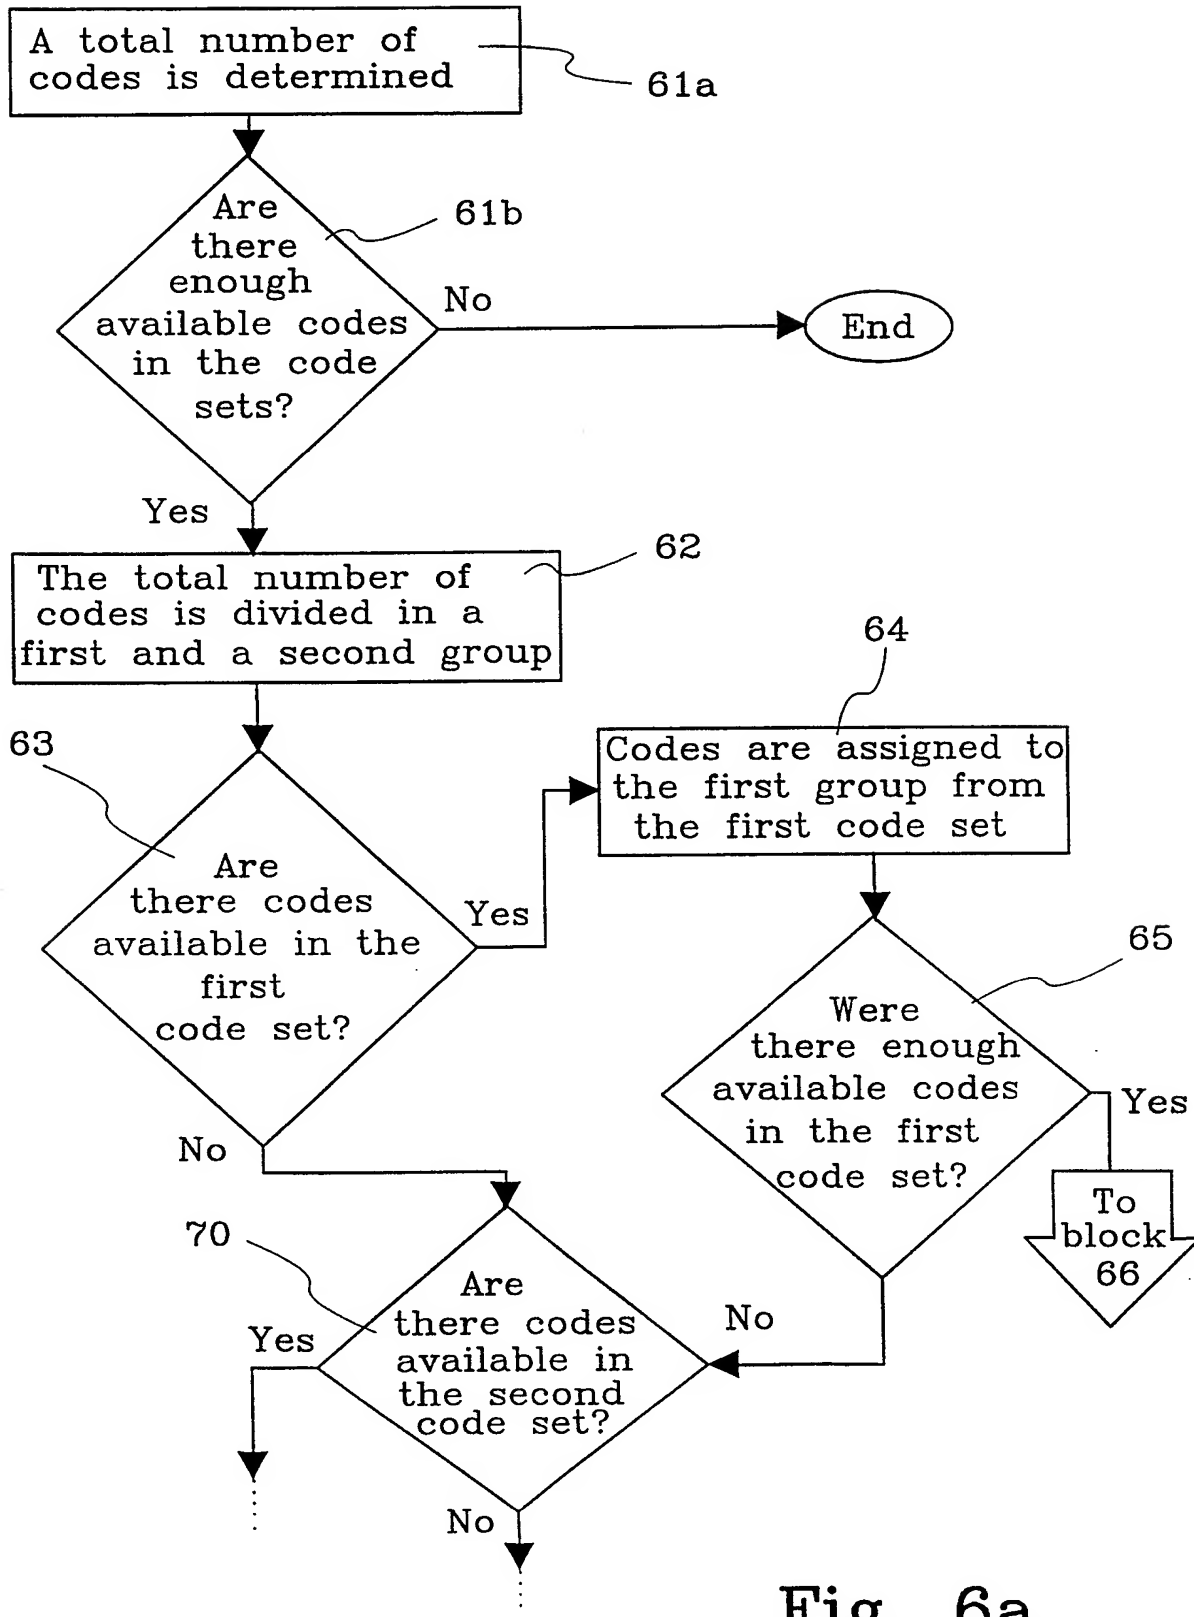 A total number of
codes is determined
61a
Are
there
enough
available codes
in the code
sets?
61b
No
End
Yes
The total number of
codes is divided in a
first and a second group
62
63
Are
there codes
available in the
first
code set?
Yes
64
Codes are assigned to
the first group from
the first code set
65
Were
there enough
available codes
in the first
code set?
Yes
To
block
66
No
No
70
Are
there codes
available in
the second
code set?
Yes
No
Fig. 6a